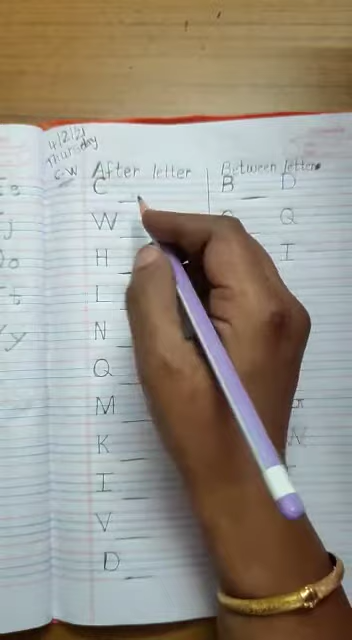 4/2/21
Thursday
C.W
After letter Between letter
C B D
W Q
H I
L
N
Q
M
K W
I
V
D